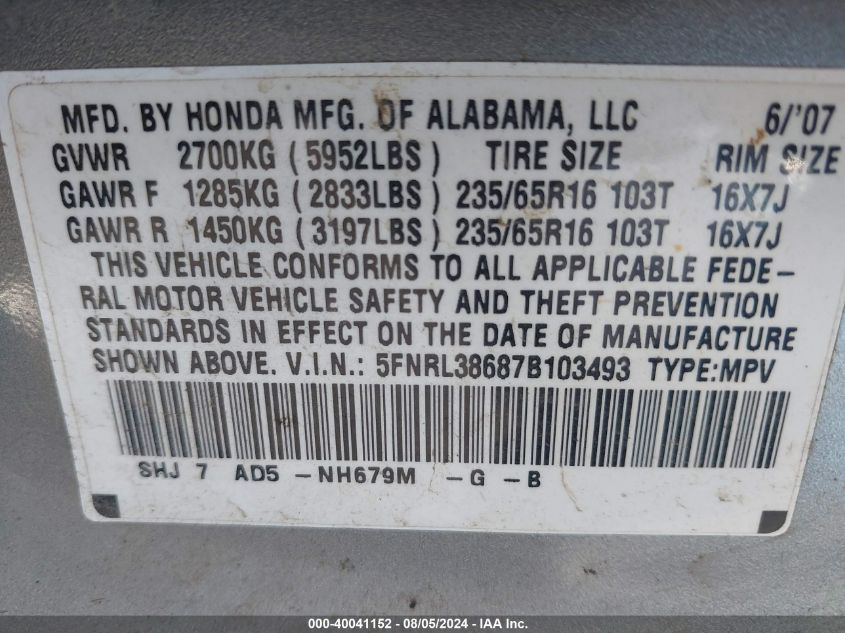 MFD. BY HONDA MFG. OF ALABAMA, LLC 6/'07
GVWR 2700KG (5952LBS) TIRE SIZE RIM SIZE
GAWR F 1285KG (2833LBS) 235/65R16 103T 16X7J
GAWR R 1450KG (3197LBS) 235/65R16 103T 16X7J
THIS VEHICLE CONFORMS TO ALL APPLICABLE FEDE-
RAL MOTOR VEHICLE SAFETY AND THEFT PREVENTION
STANDARDS IN EFFECT ON THE DATE OF MANUFACTURE
SHOWN ABOVE. V.I.N.: 5FNRL38687B103493 TYPE:MPV
SHJ 7 AD5 -NH679M -G -B
000-40041152 - 08/05/2024 - IAA Inc.